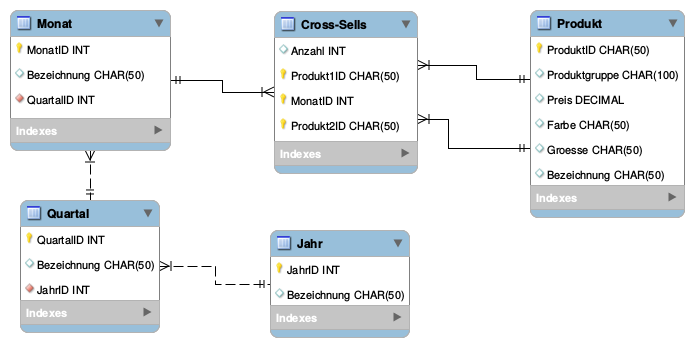 Monat
MonatID INT
Bezeichnung CHAR(50)
QuartalID INT
Indexes
Cross-Sells
Anzahl INT
Produkt1ID CHAR(50)
MonatID INT
Produkt2ID CHAR(50)
Indexes
Produkt
ProduktID CHAR(50)
Produktgruppe CHAR(100)
Preis DECIMAL
Farbe CHAR(50)
Groesse CHAR(50)
Bezeichnung CHAR(50)
Indexes
Quartal
QuartalID INT
Bezeichnung CHAR(50)
JahrID INT
Indexes
Jahr
JahrID INT
Bezeichnung CHAR(50)
Indexes